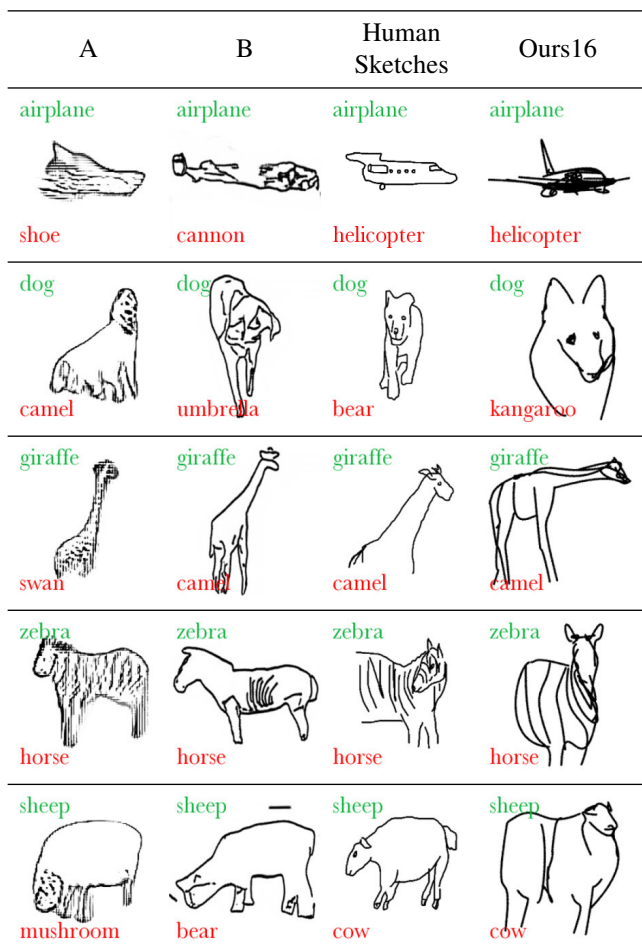 A B Human Sketches Ours16
airplane airplane airplane airplane
shoe cannon helicopter helicopter
dog dog dog dog
camel umbrella bear kangaroo
giraffe giraffe giraffe giraffe
swan camel camel camel
zebra zebra zebra zebra
horse horse horse horse
sheep sheep sheep sheep
mushroom bear cow cow